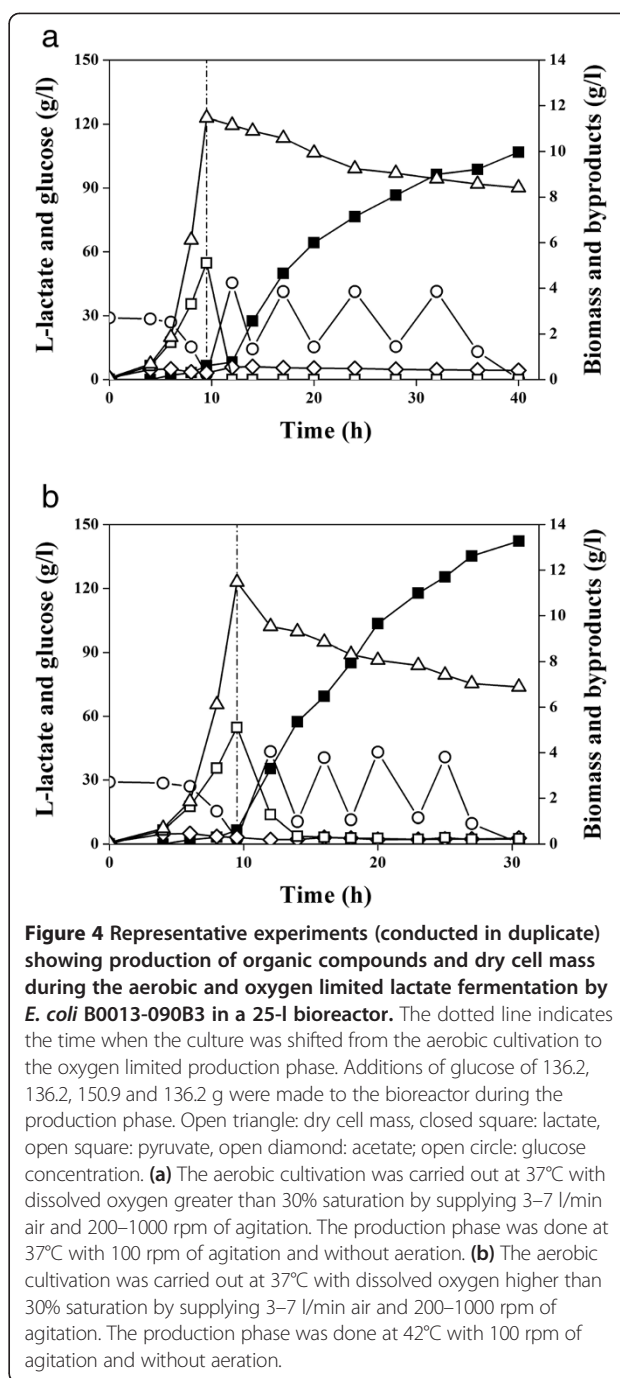 a
150
120
90
60
30
0
L-lactate and glucose (g/l)
14
12
10
8
6
4
2
0
Biomass and byproducts (g/l)
0
10
20
30
40
Time (h)
b
150
120
90
60
30
0
L-lactate and glucose (g/l)
14
12
10
8
6
4
2
0
Biomass and byproducts (g/l)
0
10
20
30
Time (h)
Figure 4 Representative experiments (conducted in duplicate)
showing production of organic compounds and dry cell mass
during the aerobic and oxygen limited lactate fermentation by
E. coli B0013-090B3 in a 25-l bioreactor. The dotted line indicates
the time when the culture was shifted from the aerobic cultivation to
the oxygen limited production phase. Additions of glucose of 136.2,
136.2, 150.9 and 136.2 g were made to the bioreactor during the
production phase. Open triangle: dry cell mass, closed square: lactate,
open square: pyruvate, open diamond: acetate; open circle: glucose
concentration. (a) The aerobic cultivation was carried out at 37°C with
dissolved oxygen greater than 30% saturation by supplying 3–7 l/min
air and 200–1000 rpm of agitation. The production phase was done at
37°C with 100 rpm of agitation and without aeration. (b) The aerobic
cultivation was carried out at 37°C with dissolved oxygen higher than
30% saturation by supplying 3–7 l/min air and 200–1000 rpm of
agitation. The production phase was done at 42°C with 100 rpm of
agitation and without aeration.